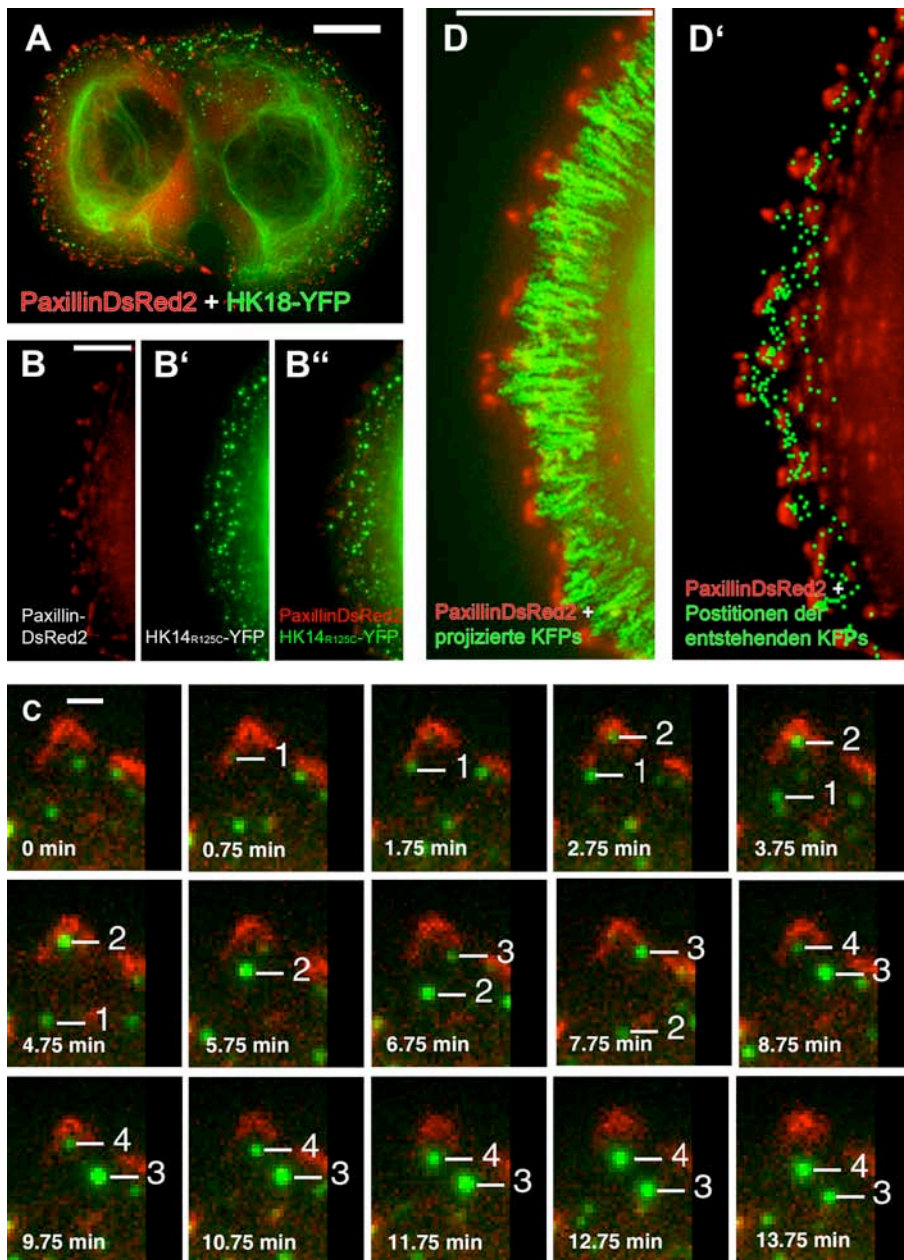 A
PaxillinDsRed2 + HK18-YFP
B
Paxillin-
DsRed2
B‘
HK14R125C-YFP
B“
PaxillinDsRed2
HK14R125C-YFP
D
PaxillinDsRed2 +
projizierte KFPs
D‘
PaxillinDsRed2 +
Postitionen der
entstehenden KFPs
C
0 min
1
0.75 min
1
1.75 min
2
1
2.75 min
2
1
3.75 min
2
1
4.75 min
2
5.75 min
3
2
6.75 min
3
2
7.75 min
4
3
8.75 min
4
3
9.75 min
4
3
10.75 min
4
3
11.75 min
4
3
12.75 min
4
3
13.75 min